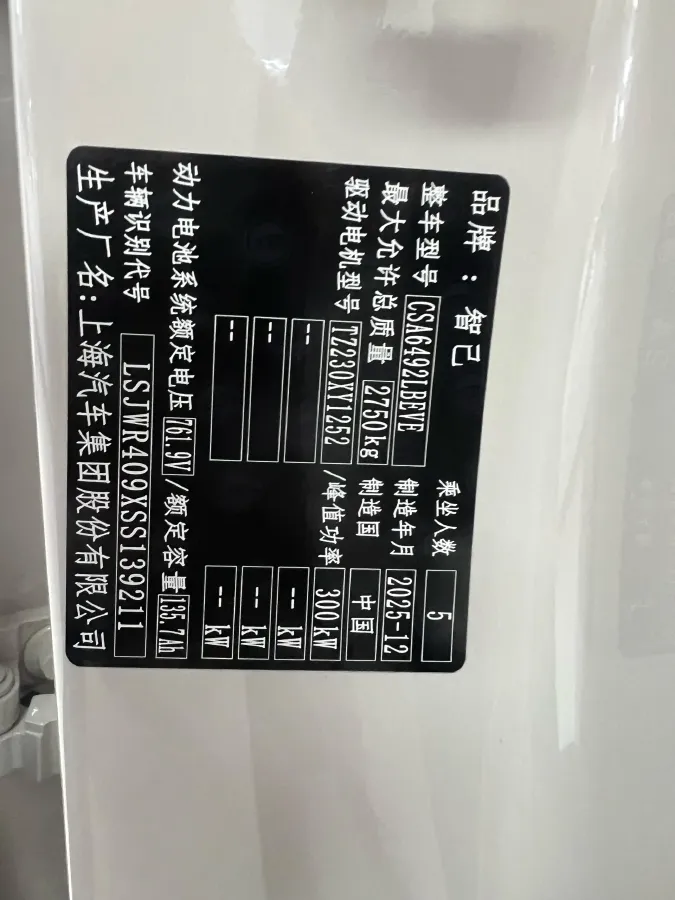 品牌：智己
乘坐人数 5
整车型号 CSA6492LBEVE 制造年月 2025-12
最大允许总质量 2750kg 制造国 中国
驱动电机型号 TZ230XY1252 /峰值功率 300kW
-- -- kW
-- -- kW
-- -- kW
动力电池系统额定电压 761.9V /额定容量 135.7Ah
车辆识别代号 LSJWR409XSS139211
生产厂名:上海汽车集团股份有限公司